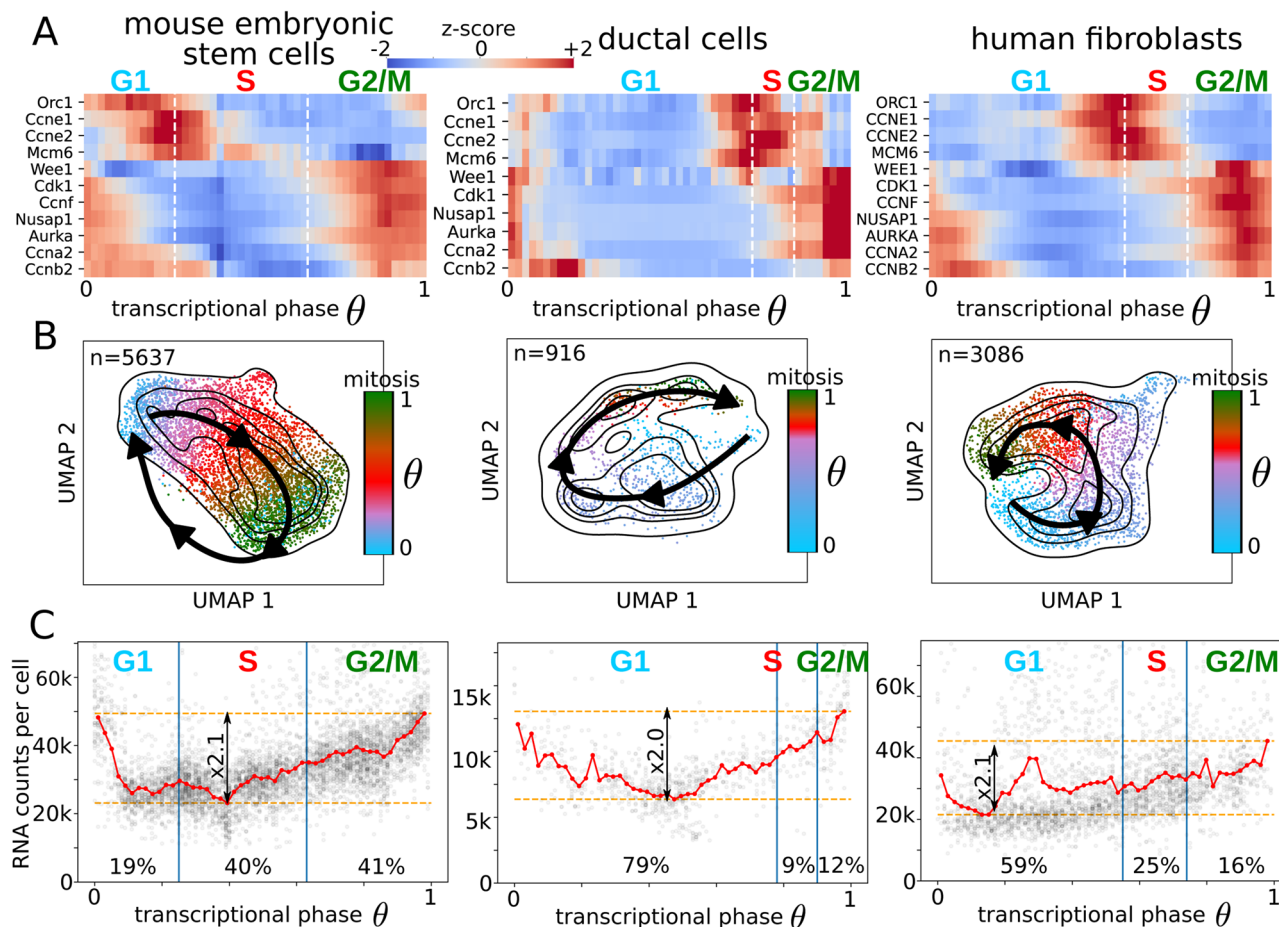 A
mouse embryonic
stem cells
z-score
-2 0 +2
ductal cells
human fibroblasts
G1 S G2/M
Orc1
Ccne1
Ccne2
Mcm6
Wee1
Cdk1
Ccnf
Nusap1
Aurka
Ccna2
Ccnb2
0 1
transcriptional phase θ
G1 S G2/M
Orc1
Ccne1
Ccne2
Mcm6
Wee1
Cdk1
Nusap1
Aurka
Ccna2
Ccnb2
0 1
transcriptional phase θ
G1 S G2/M
ORC1
CCNE1
CCNE2
MCM6
WEE1
CDK1
CCNF
NUSAP1
AURKA
CCNA2
CCNB2
0 1
transcriptional phase θ
B
n=5637
mitosis
1
θ
0
UMAP 2
UMAP 1
n=916
mitosis
1
θ
0
UMAP 2
UMAP 1
n=3086
mitosis
1
θ
0
UMAP 2
UMAP 1
C
RNA counts per cell
G1 S G2/M
60k
40k
20k
0
x2.1
19% 40% 41%
0 1
transcriptional phase θ
G1 S G2/M
15k
10k
5k
0
x2.0
79% 9% 12%
0 1
transcriptional phase θ
G1 S G2/M
60k
40k
20k
0
x2.1
59% 25% 16%
0 1
transcriptional phase θ